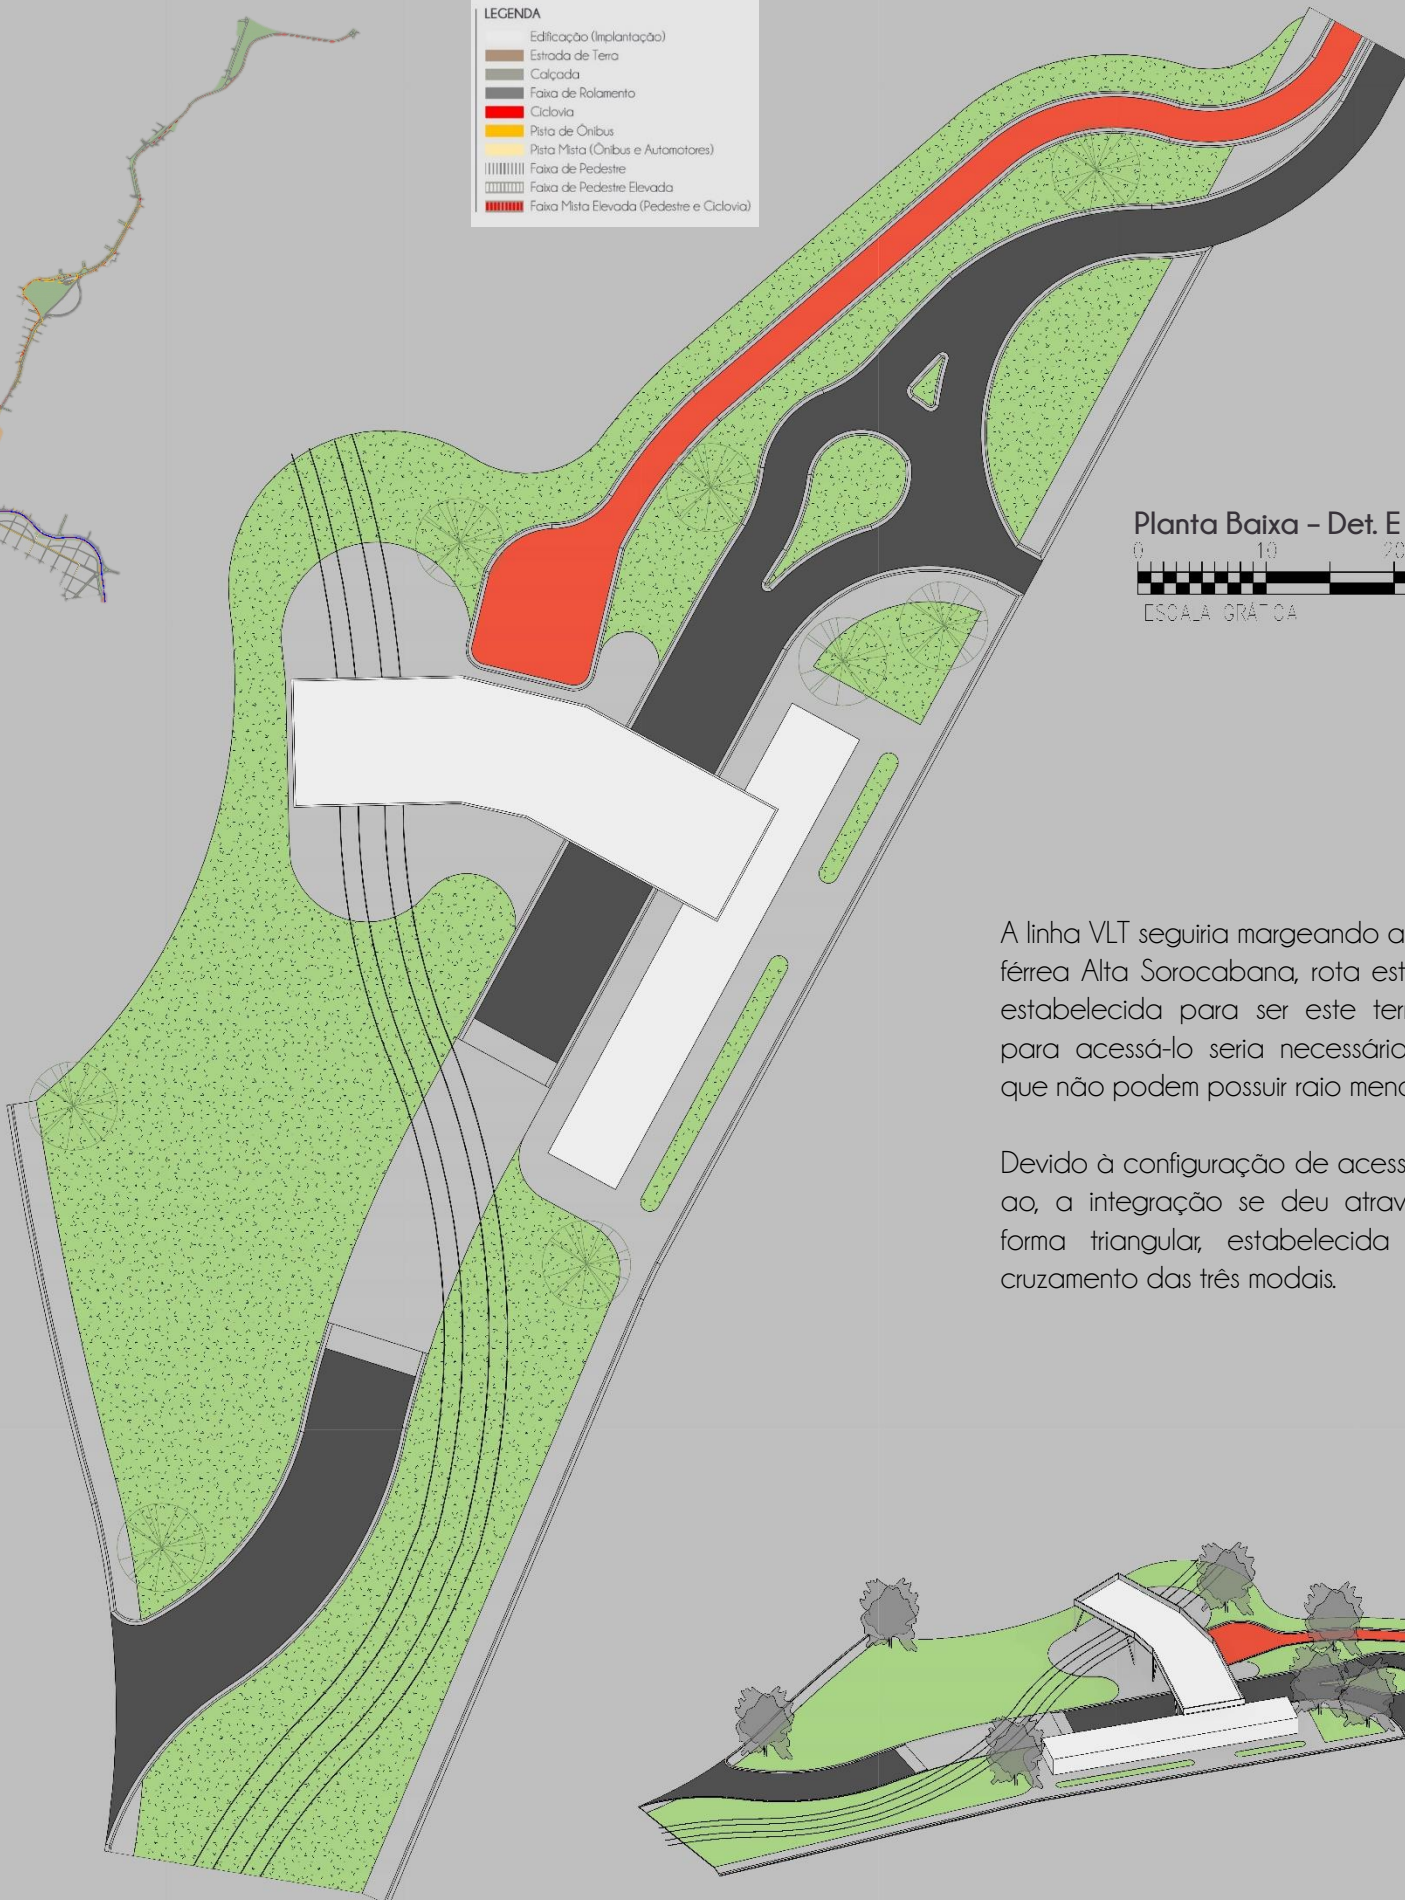 LEGENDA
Edificação (Implantação)
Estrada de Terra
Calçada
Faixa de Rolamento
Ciclovia
Pista de Ônibus
Pista Mista (Ônibus e Automotores)
Faixa de Pedestre
Faixa de Pedestre Elevada
Faixa Mista Elevada (Pedestre e Ciclovia)
Planta Baixa – Det. E
0 10 20
ESCALA GRÁFICA
A linha VLT seguiria margeando a
férrea Alta Sorocabana, rota est
estabelecida para ser este ter
para acessá-lo seria necessário
que não podem possuir raio meno
Devido à configuração de acess
ao, a integração se deu atrav
forma triangular, estabelecida
cruzamento das três modais.